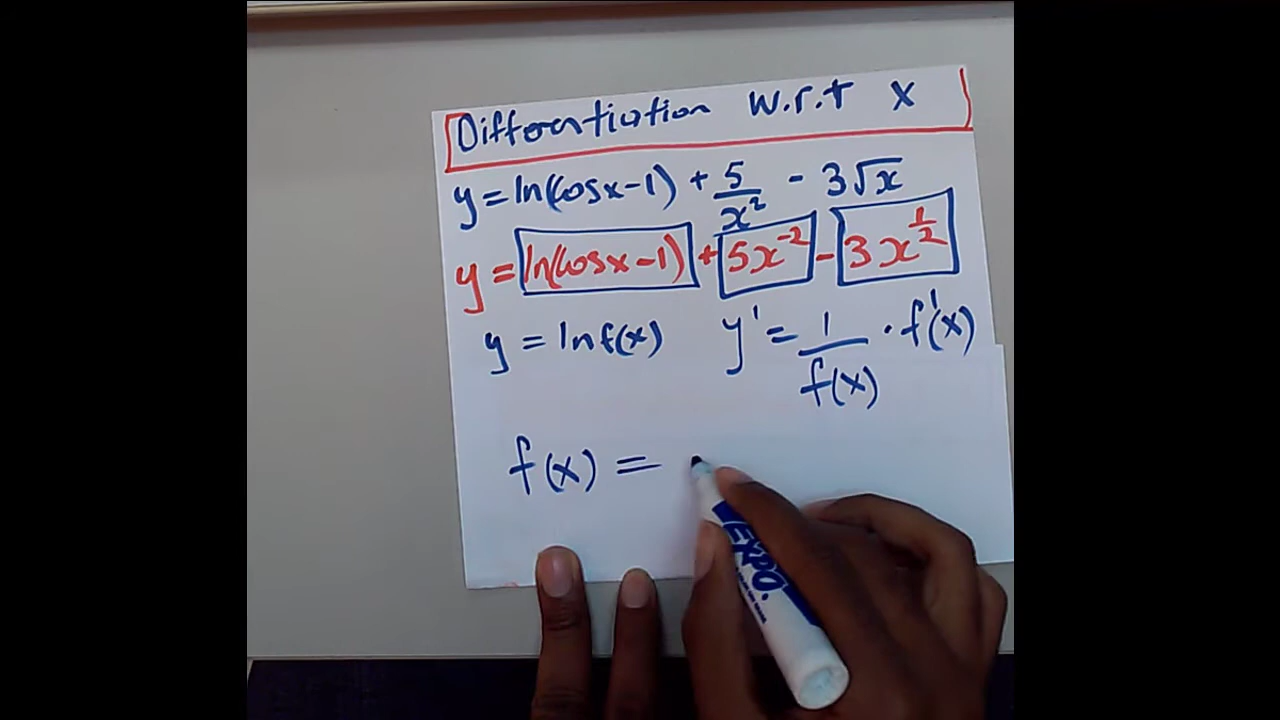 Differentiation w.r.t x
y = ln(cosx-1) + 5/x² - 3√x
y = ln(cosx-1) + 5x⁻² - 3x^(1/2)
y = lnf(x)   y' = 1/f(x) · f'(x)
f(x) =
EXPO.